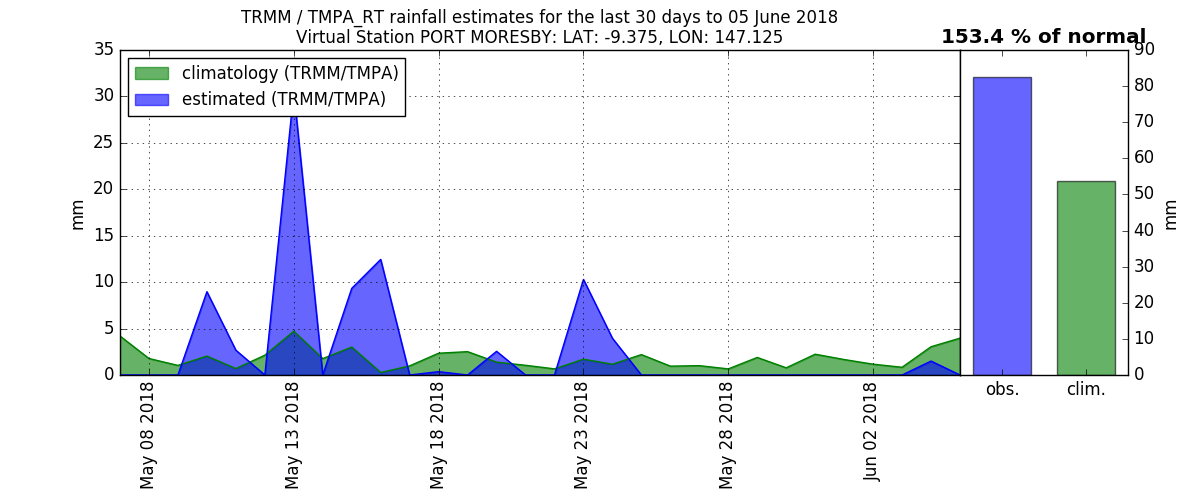 TRMM / TMPA_RT rainfall estimates for the last 30 days to 05 June 2018
Virtual Station PORT MORESBY: LAT: -9.375, LON: 147.125
153.4 % of normal
climatology (TRMM/TMPA)
estimated (TRMM/TMPA)
35
30
25
20
15
10
5
0
mm
May 08 2018
May 13 2018
May 18 2018
May 23 2018
May 28 2018
Jun 02 2018
obs.
clim.
90
80
70
60
50
40
30
20
10
0
mm